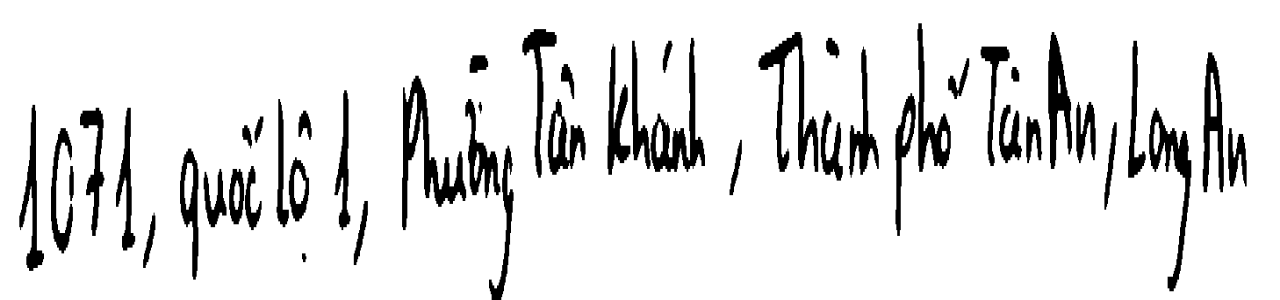 1071, quốc lộ 1, Phường Tân Khánh, Thành phố Tân An, Long An